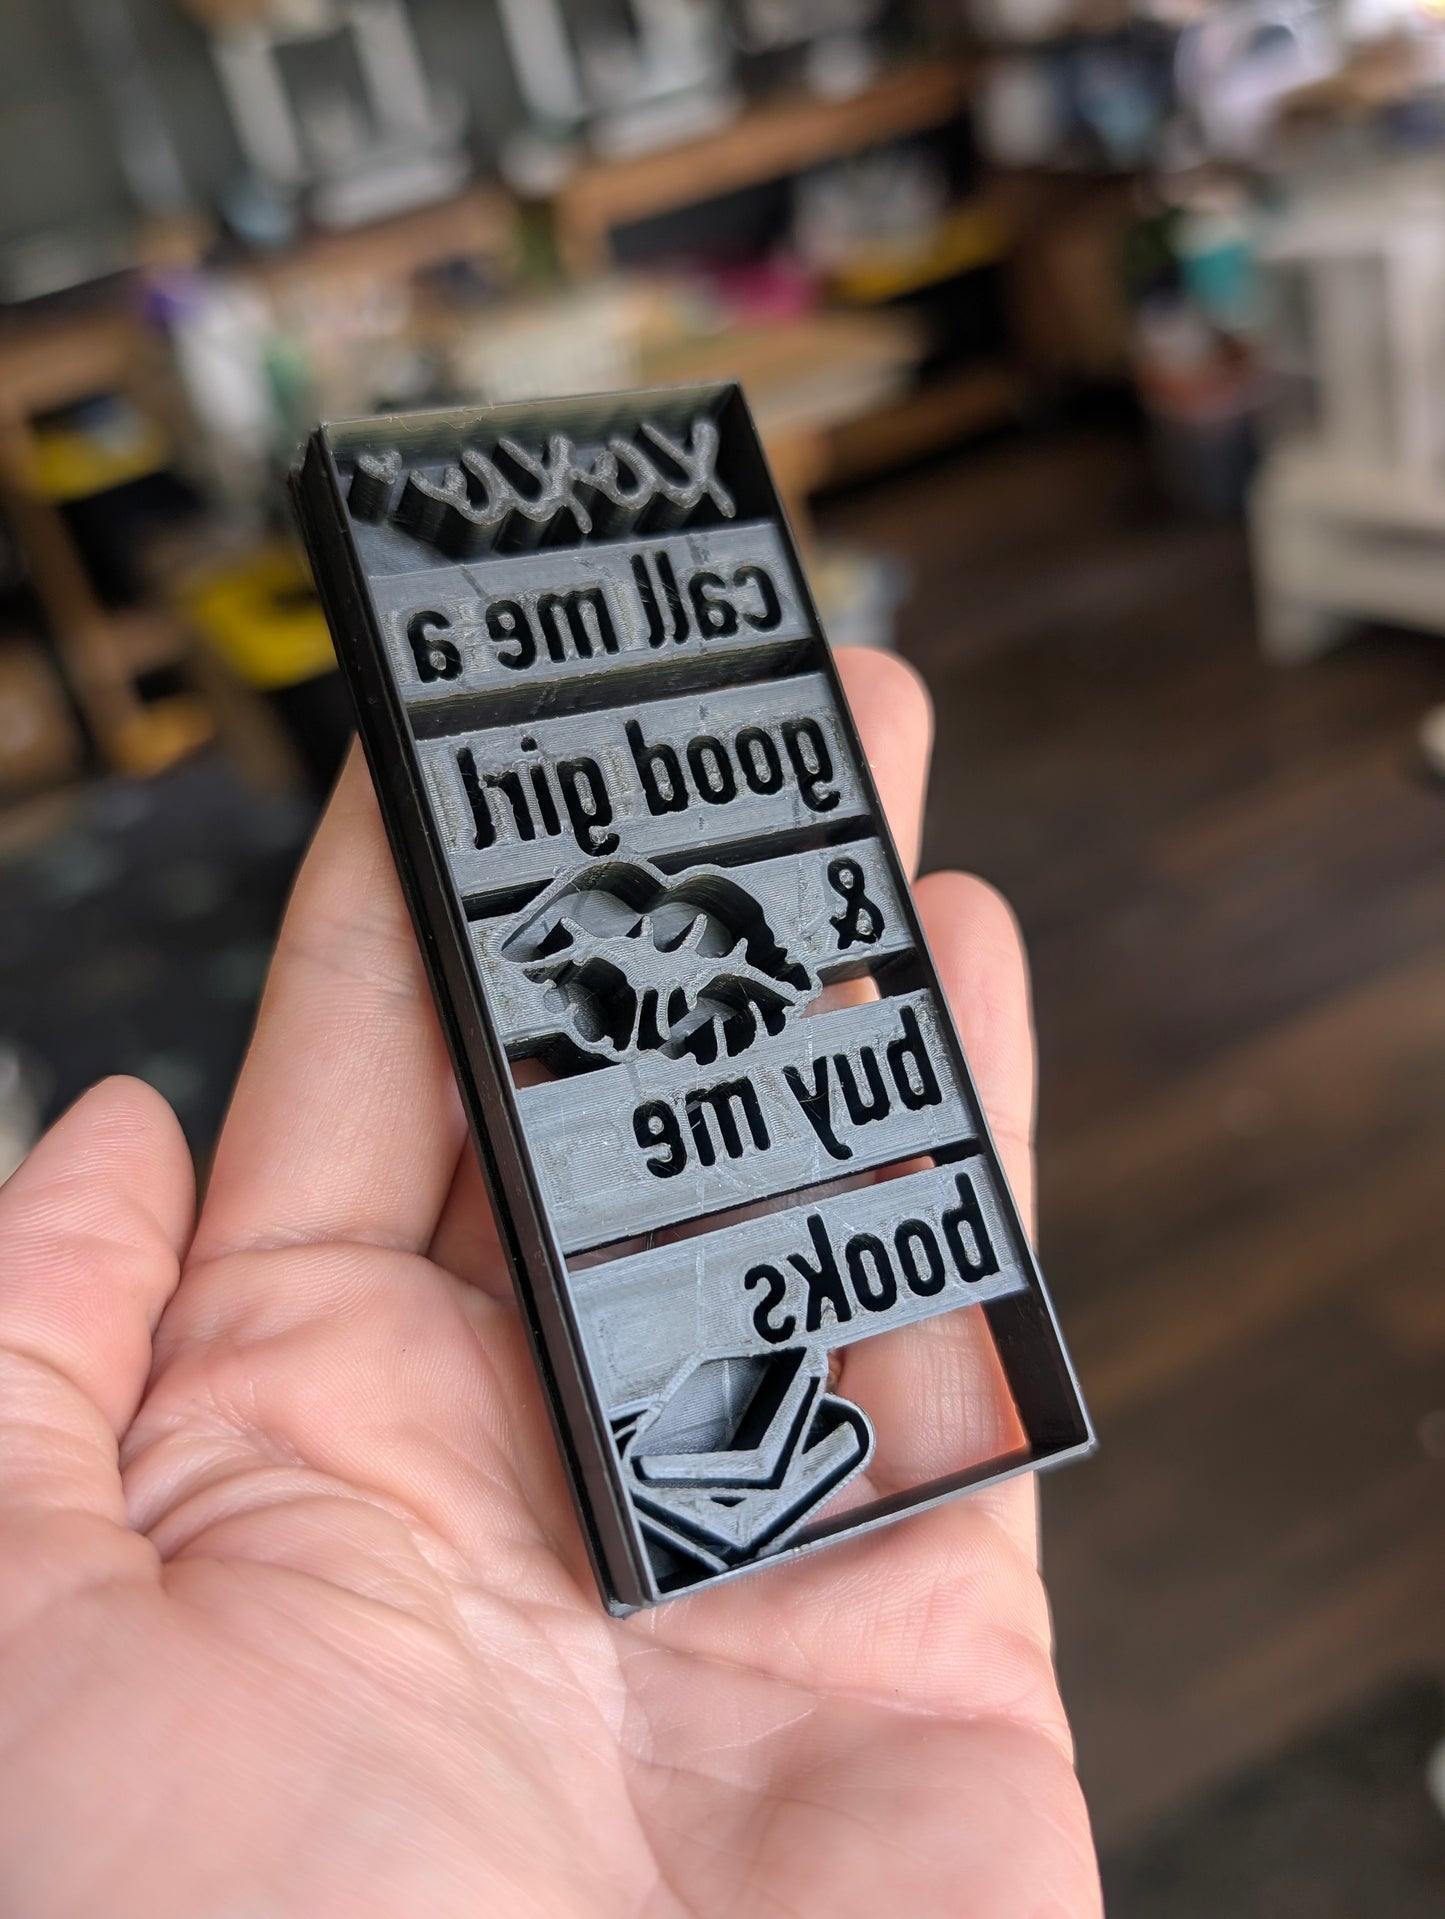 xoxo
call me a
good girl
&
buy me
books